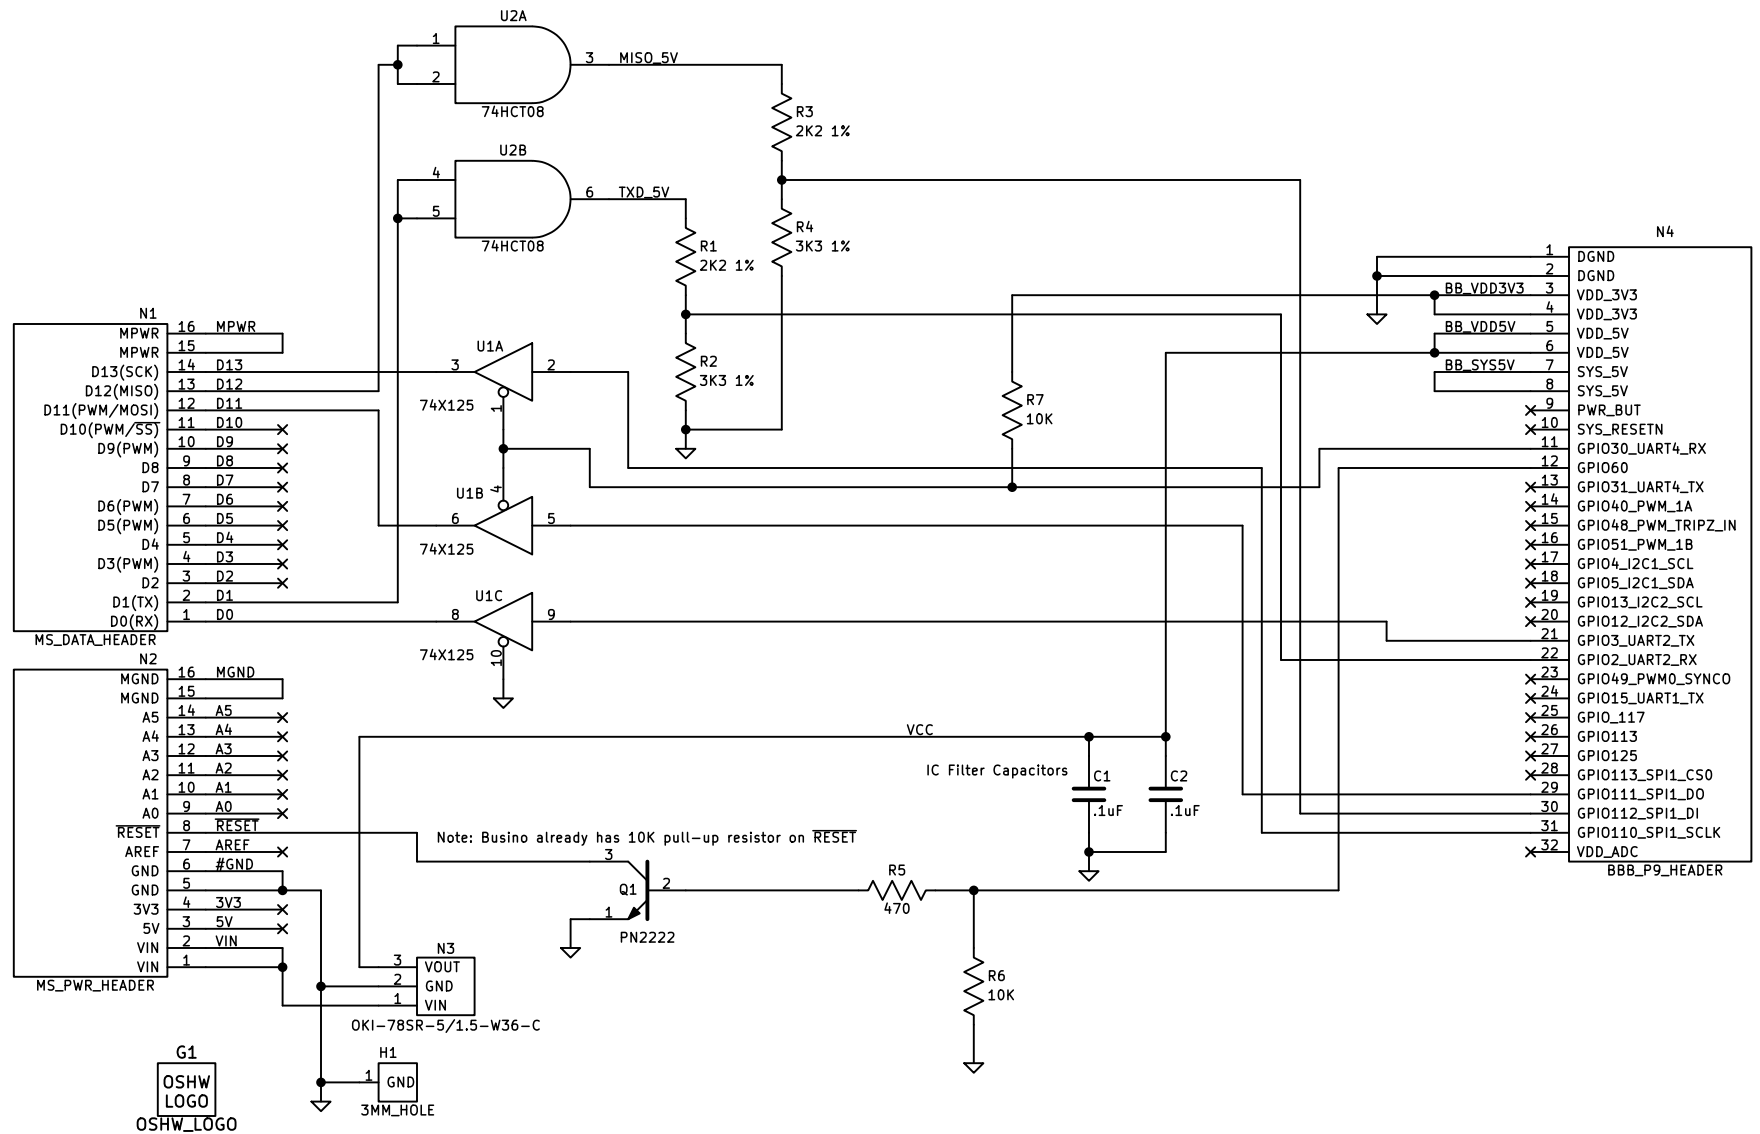 U2A
1
2
3 MISO_5V
74HCT08
R3
2K2 1%
U2B
4
5
6 TXD_5V
74HCT08
R4
3K3 1%
R1
2K2 1%
R2
3K3 1%
N1
MPWR 16 MPWR
MPWR 15
D13(SCK) 14 D13
D12(MISO) 13 D12
D11(PWM/MOSI) 12 D11
D10(PWM/SS) 11 D10
D9(PWM) 10 D9
D8 9 D8
D7 8 D7
D6(PWM) 7 D6
D5(PWM) 6 D5
D4 5 D4
D3(PWM) 4 D3
D2 3 D2
D1(TX) 2 D1
D0(RX) 1 D0
MS_DATA_HEADER
U1A
3 2
1
74X125
U1B
4
6 5
74X125
U1C
8 9
10
74X125
R7
10K
N4
1 DGND
2 DGND
BB_VDD3V3 3 VDD_3V3
4 VDD_3V3
BB_VDD5V 5 VDD_5V
6 VDD_5V
BB_SYS5V 7 SYS_5V
8 SYS_5V
9 PWR_BUT
10 SYS_RESETN
11 GPIO30_UART4_RX
12 GPIO60
13 GPIO31_UART4_TX
14 GPIO40_PWM_1A
15 GPIO48_PWM_TRIPZ_IN
16 GPIO51_PWM_1B
17 GPIO4_I2C1_SCL
18 GPIO5_I2C1_SDA
19 GPIO13_I2C2_SCL
20 GPIO12_I2C2_SDA
21 GPIO3_UART2_TX
22 GPIO2_UART2_RX
23 GPIO49_PWM0_SYNCO
24 GPIO15_UART1_TX
25 GPIO_117
26 GPIO113
27 GPIO125
28 GPIO113_SPI1_CS0
29 GPIO111_SPI1_DO
30 GPIO112_SPI1_DI
31 GPIO110_SPI1_SCLK
32 VDD_ADC
BBB_P9_HEADER
N2
MGND 16 MGND
MGND 15
A5 14 A5
A4 13 A4
A3 12 A3
A2 11 A2
A1 10 A1
A0 9 A0
RESET 8 RESET
AREF 7 AREF
GND 6 #GND
GND 5
3V3 4 3V3
5V 3 5V
VIN 2 VIN
VIN 1
MS_PWR_HEADER
VCC
IC Filter Capacitors
C1
.1uF
C2
.1uF
Note: Busino already has 10K pull-up resistor on RESET
3
Q1 2
1
PN2222
R5
470
R6
10K
N3
3 VOUT
2 GND
1 VIN
OKI-78SR-5/1.5-W36-C
H1
1 GND
3MM_HOLE
G1
OSHW
LOGO
OSHW_LOGO